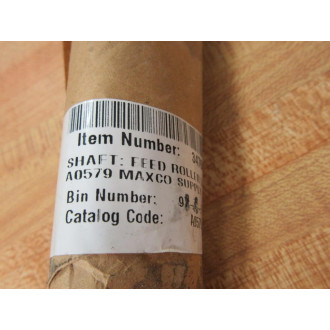 Item Number:
SHAFT: FEED ROLL
A0579 MAXCO SUPP
Bin Number:
Catalog Code: